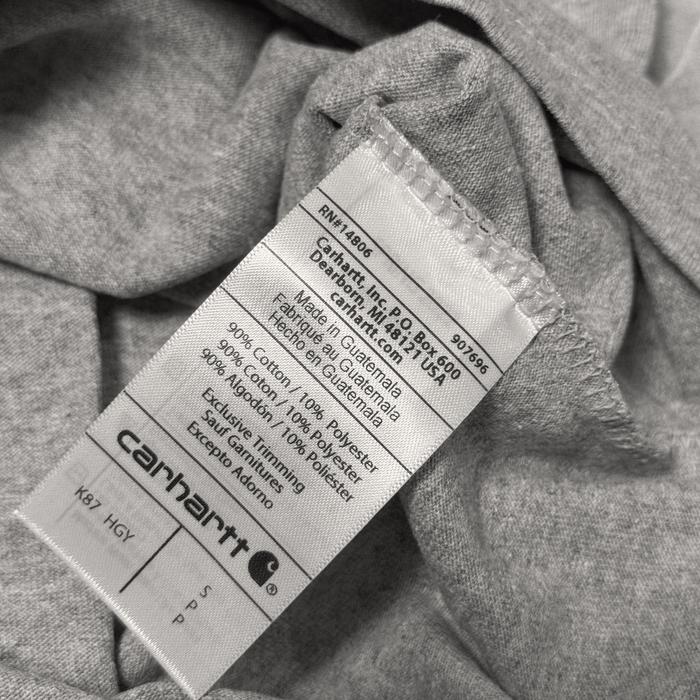 RN#14806 907696
Carhartt, Inc. P.O. Box 600
Dearborn, MI 48121 USA
carhartt.com
Made in Guatemala
Fabriqué au Guatemala
Hecho en Guatemala
90% Cotton / 10% Polyester
90% Coton / 10% Polyester
90% Algodón / 10% Poliéster
Exclusive Trimming
Sauf Garnitures
Excepto Adorno
carhartt ®
K87 HGY
S
P
P